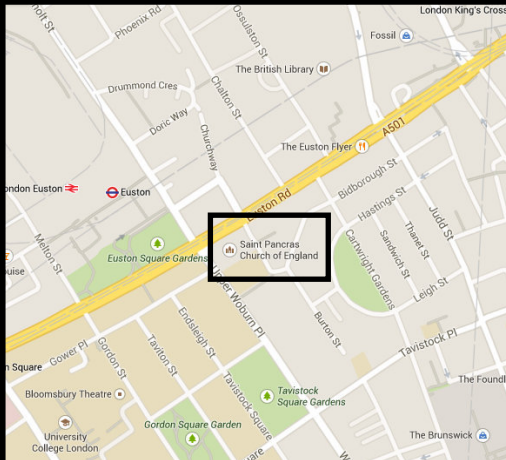 London King's Cross
Phoenix Rd
Ossulston St
Fossil
The British Library
Drummond Cres
Chalton St
Doric Way
Churchway
A501
The Euston Flyer
Bidborough St
ondon Euston
Euston
Euston Rd
Hastings St
Judd St
Thanet St
Sandwich St
Cartwright Gardens
Saint Pancras
Church of England
Melton St
Euston Square Gardens
uise
Upper Woburn Pl
Leigh St
Burton St
Endsleigh St
Tavistock Pl
Gower Pl
Gordon St
Taviton St
n Square
Tavistock Square
Tavistock
Square Gardens
Bloomsbury Theatre
The Foundl
Gordon Square Garden
University
College London
The Brunswick
quare
W